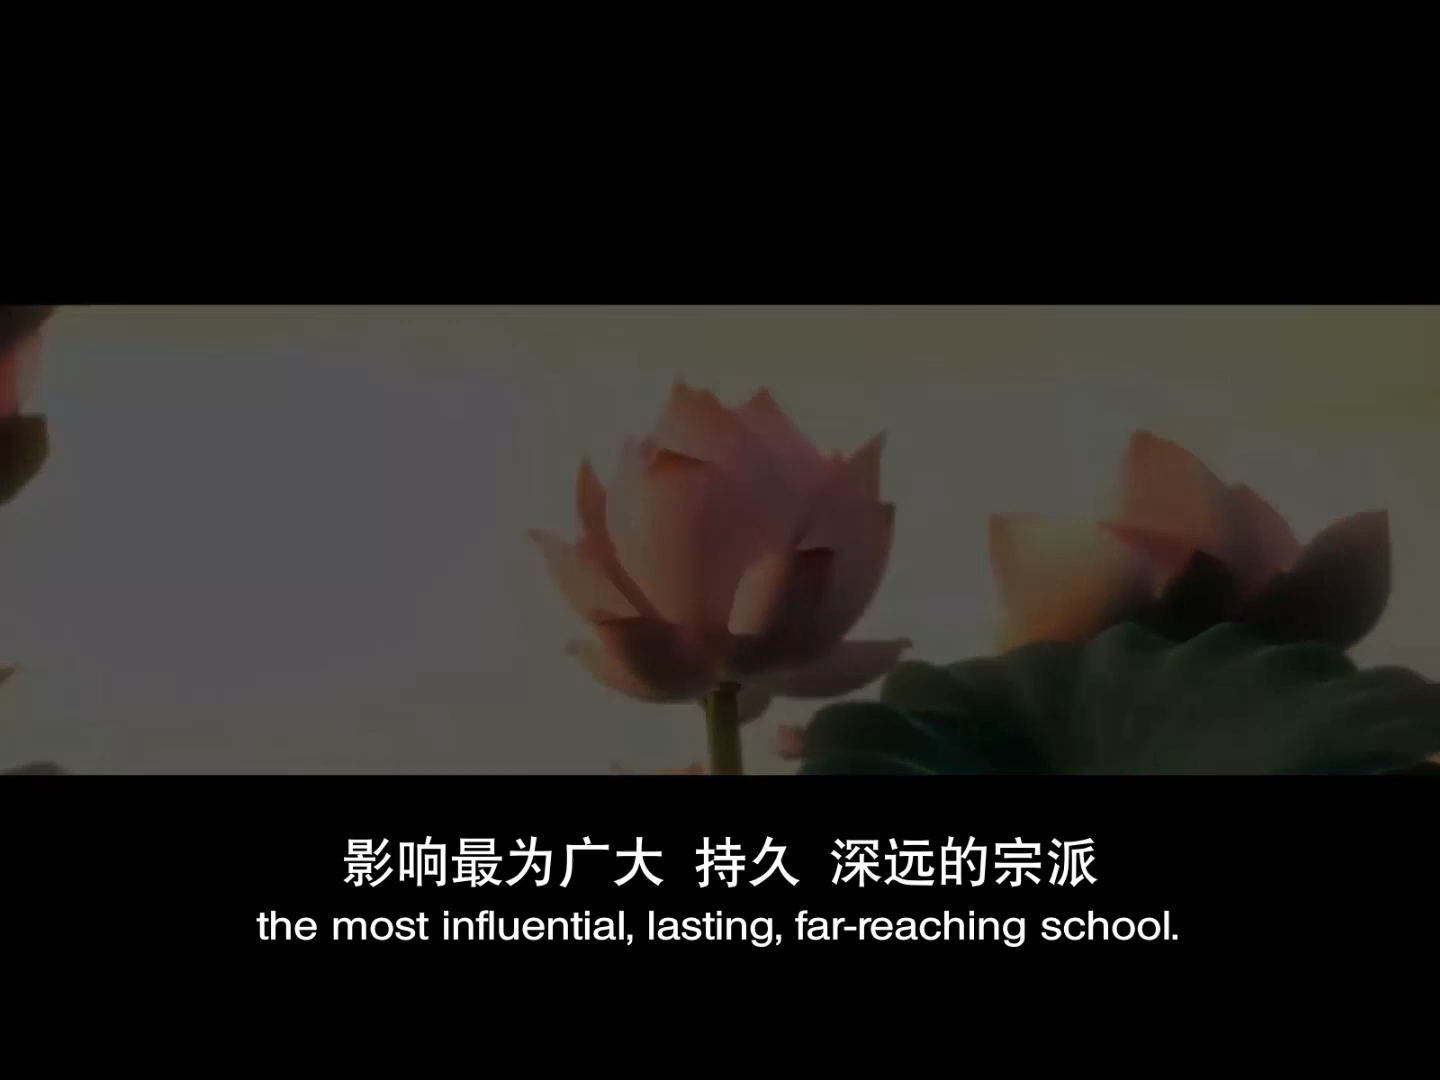 影响最为广大 持久 深远的宗派
the most influential, lasting, far-reaching school.